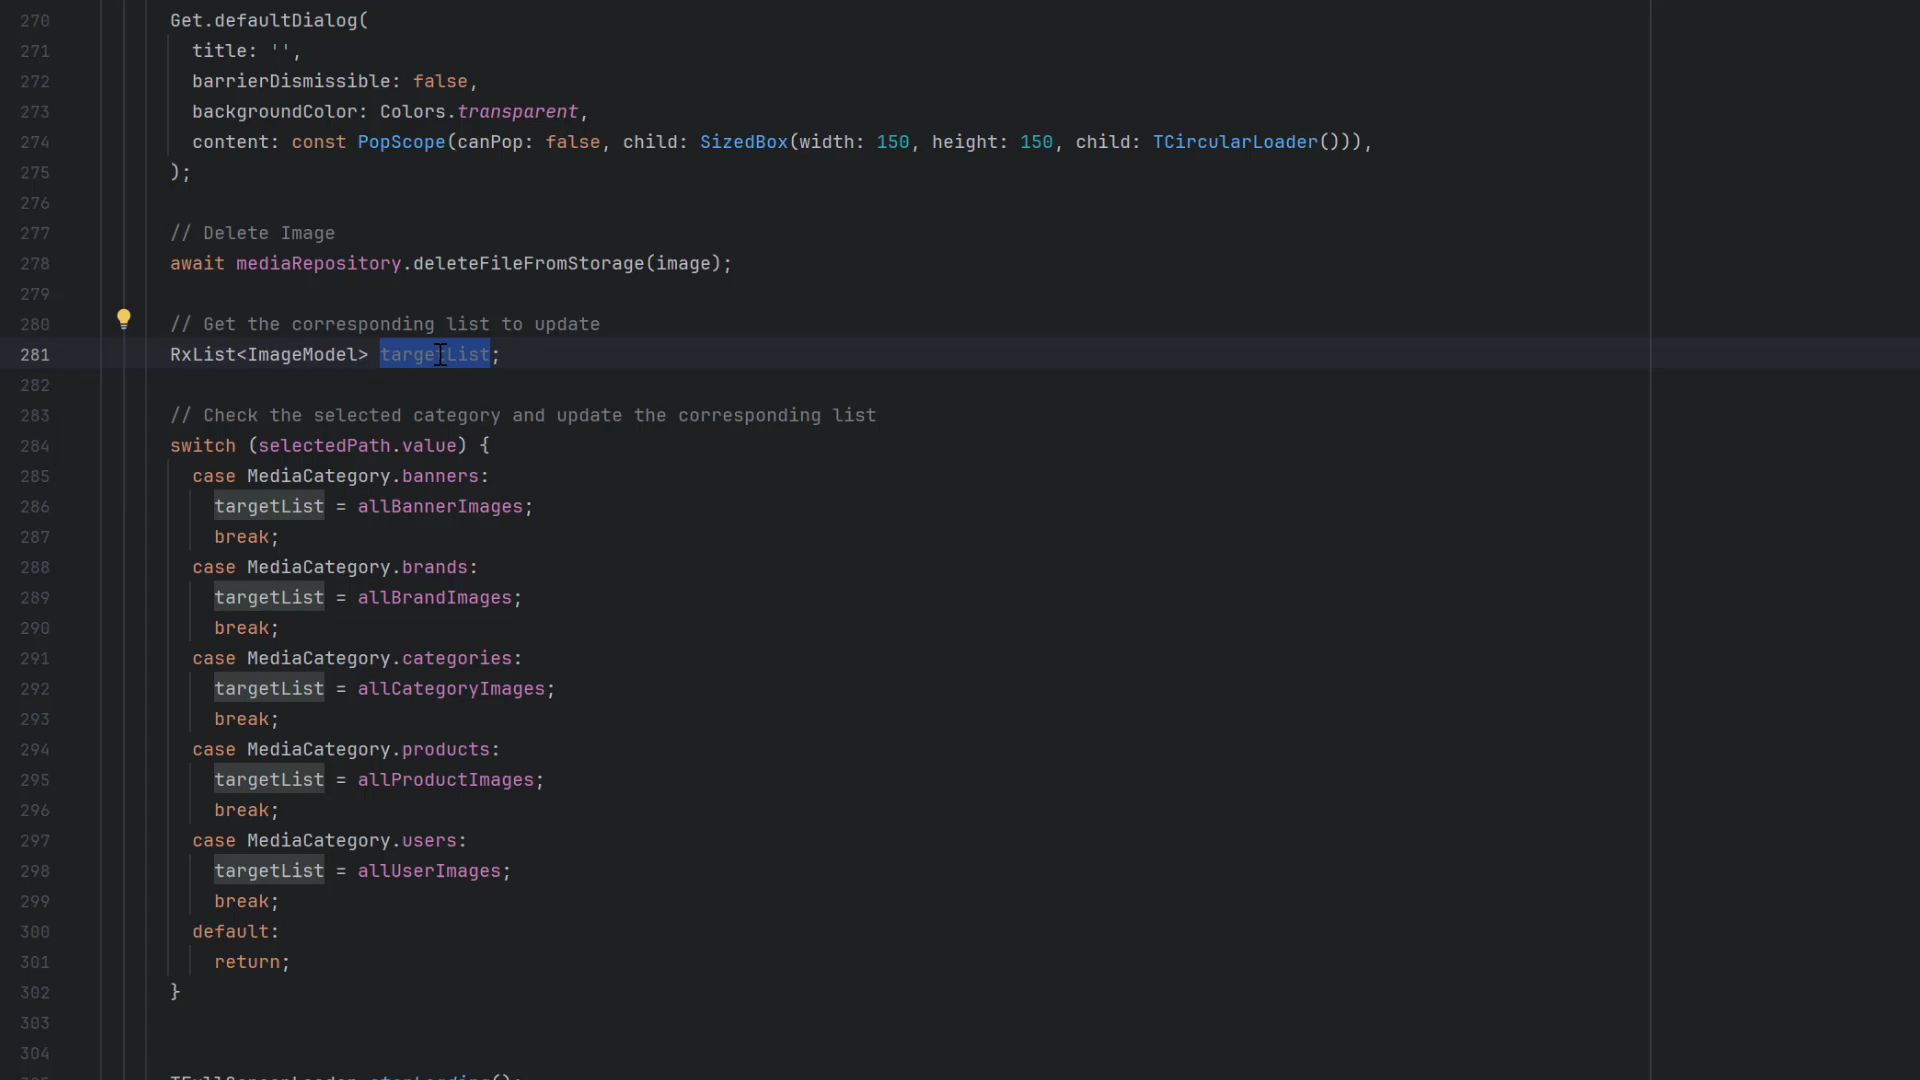 270 Get.defaultDialog(
271 title: '',
272 barrierDismissible: false,
273 backgroundColor: Colors.transparent,
274 content: const PopScope(canPop: false, child: SizedBox(width: 150, height: 150, child: TCircularLoader())),
275 );
276
277 // Delete Image
278 await mediaRepository.deleteFileFromStorage(image);
279
280 // Get the corresponding list to update
281 RxList<ImageModel> targetList;
282
283 // Check the selected category and update the corresponding list
284 switch (selectedPath.value) {
285 case MediaCategory.banners:
286 targetList = allBannerImages;
287 break;
288 case MediaCategory.brands:
289 targetList = allBrandImages;
290 break;
291 case MediaCategory.categories:
292 targetList = allCategoryImages;
293 break;
294 case MediaCategory.products:
295 targetList = allProductImages;
296 break;
297 case MediaCategory.users:
298 targetList = allUserImages;
299 break;
300 default:
301 return;
302 }
303
304